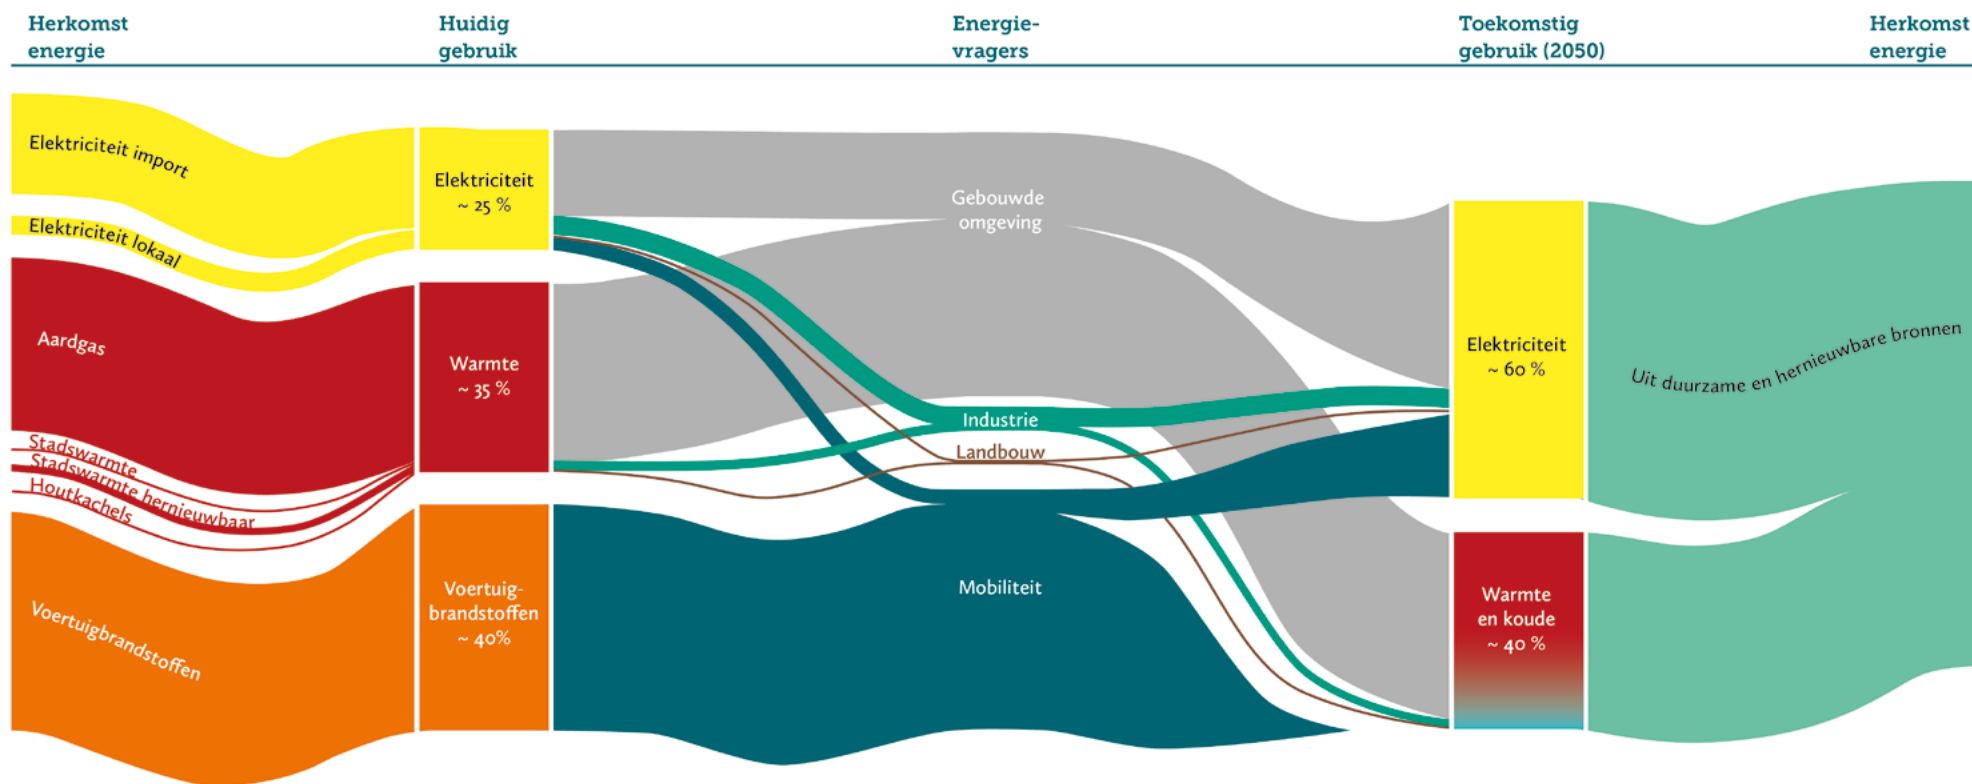 Herkomst
energie
Huidig
gebruik
Energie-
vragers
Toekomstig
gebruik (2050)
Herkomst
energie
Elektriciteit import
Elektriciteit lokaal
Aardgas
Stadswarmte
Stadswarmte hernieuwbaar
Houtkachels
Voertuigbrandstoffen
Elektriciteit
~ 25 %
Warmte
~ 35 %
Voertuig-
brandstoffen
~ 40%
Gebouwde
omgeving
Industrie
Landbouw
Mobiliteit
Elektriciteit
~ 60 %
Warmte
en koude
~ 40 %
Uit duurzame en hernieuwbare bronnen